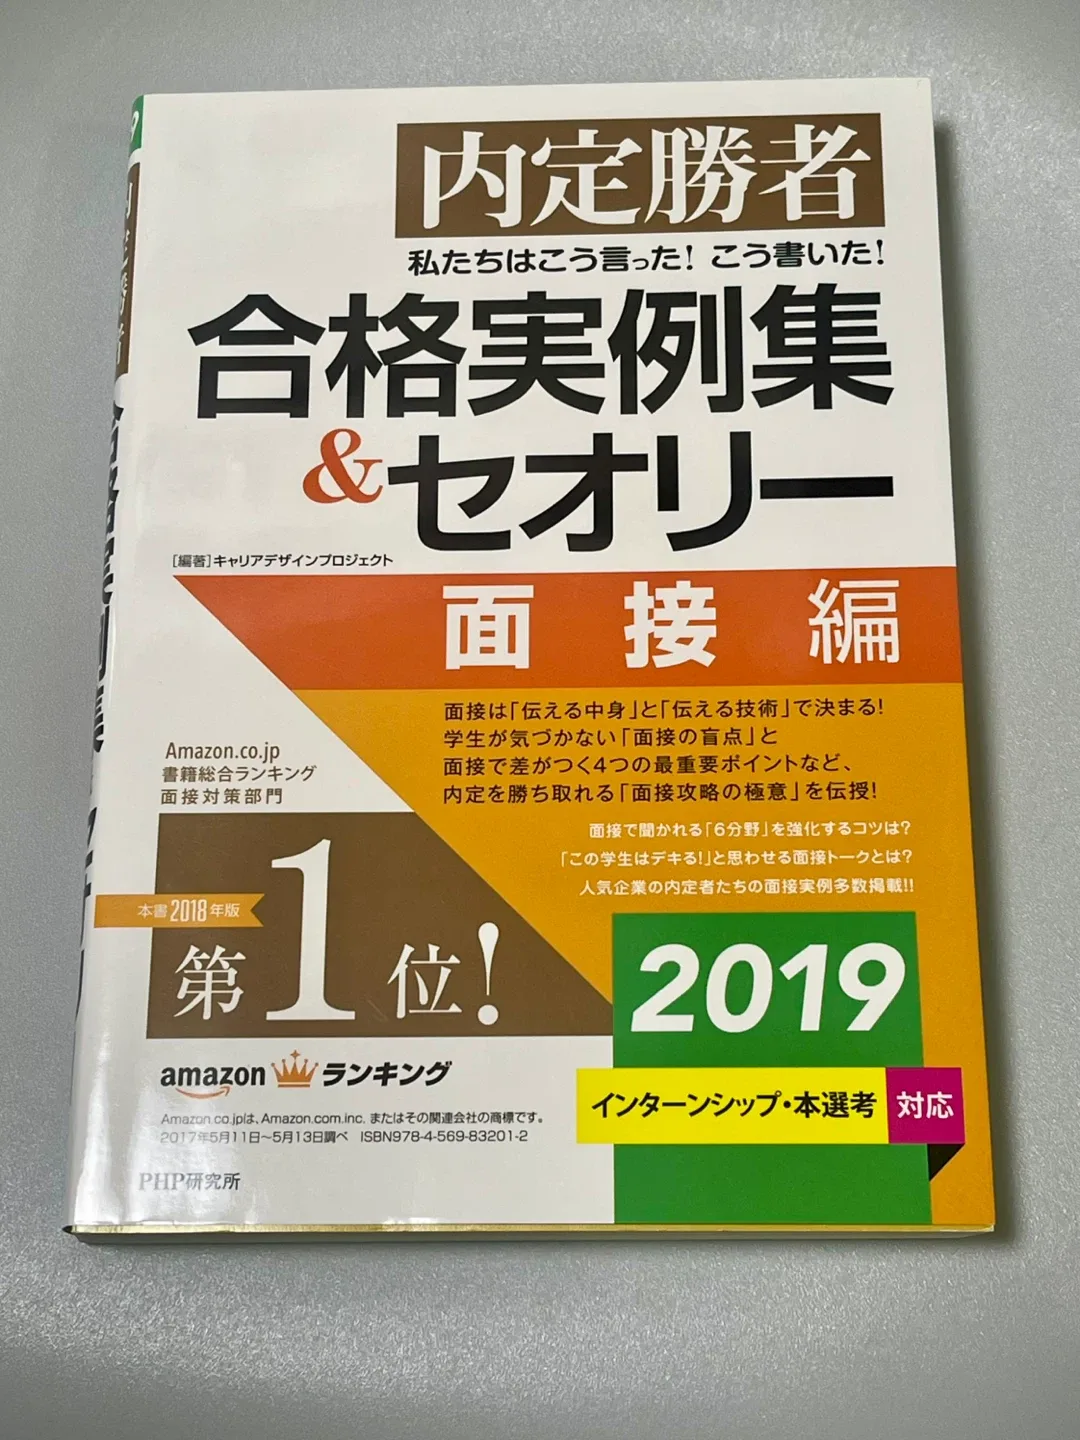 内定勝者
私たちはこう言った! こう書いた!
合格実例集
&セオリー
[編著]キャリアデザインプロジェクト
面接編
面接は「伝える中身」と「伝える技術」で決まる!
学生が気づかない「面接の盲点」と
面接で差がつく4つの最重要ポイントなど、
内定を勝ち取れる「面接攻略の極意」を伝授!
面接で聞かれる「6分野」を強化するコツは?
「この学生はデキる!」と思わせる面接トークとは?
人気企業の内定者たちの面接実例多数掲載!!
Amazon.co.jp
書籍総合ランキング
面接対策部門
本書2018年版
第1位!
amazon ランキング
Amazon.co.jpは、Amazon.com.inc. またはその関連会社の商標です。
2017年5月11日〜5月13日調べ ISBN978-4-569-83201-2
PHP研究所
2019
インターンシップ・本選考 対応